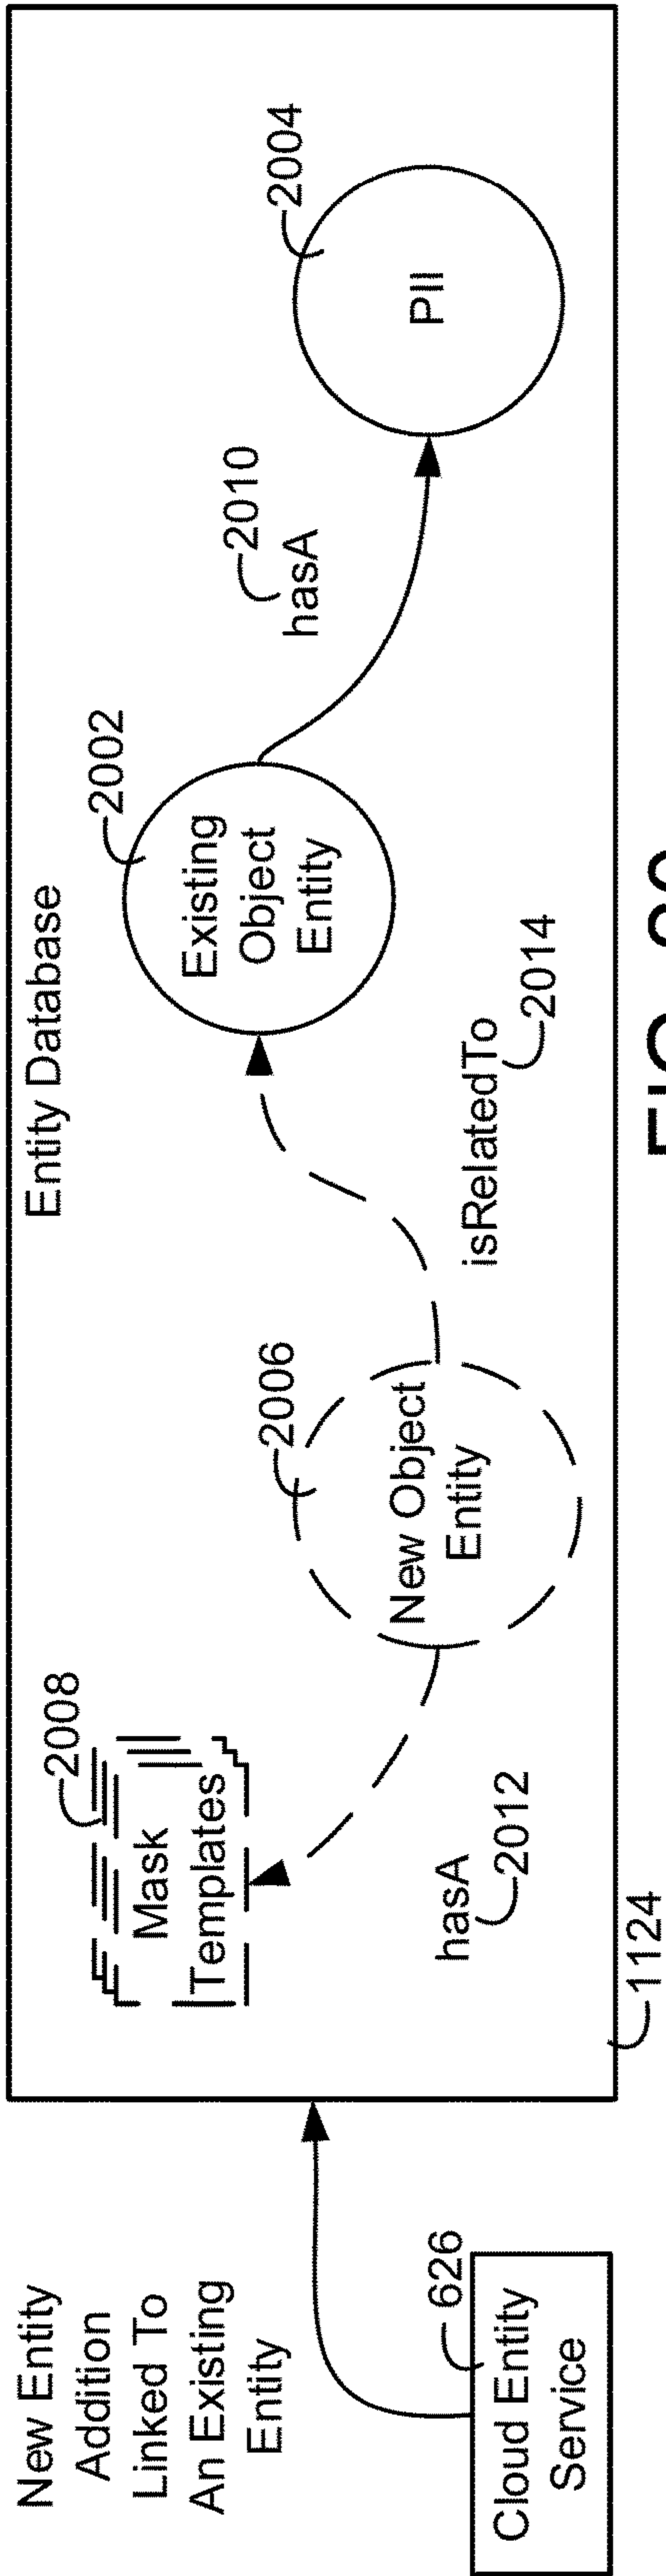 New Entity
Addition
Linked To
An Existing
Entity
Cloud Entity
Service
626
Entity Database
1124
Mask
Templates
2008
hasA
2012
New Object
Entity
2006
isRelatedTo
2014
Existing
Object
Entity
2002
hasA
2010
PII
2004